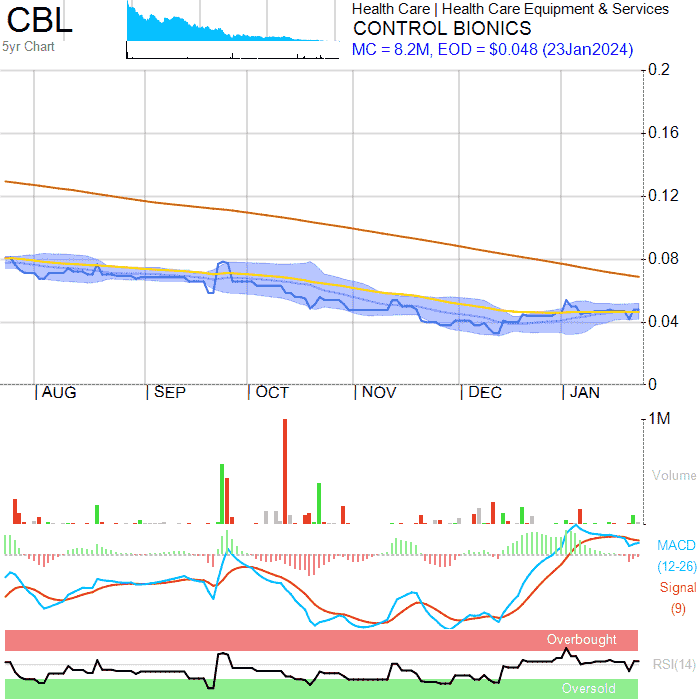 CBL
5yr Chart
Health Care | Health Care Equipment & Services
CONTROL BIONICS
MC = 8.2M, EOD = $0.048 (23Jan2024)
0.2
0.16
0.12
0.08
0.04
0
AUG SEP OCT NOV DEC JAN
1M
Volume
MACD
(12-26)
Signal
(9)
Overbought
RSI(14)
Oversold